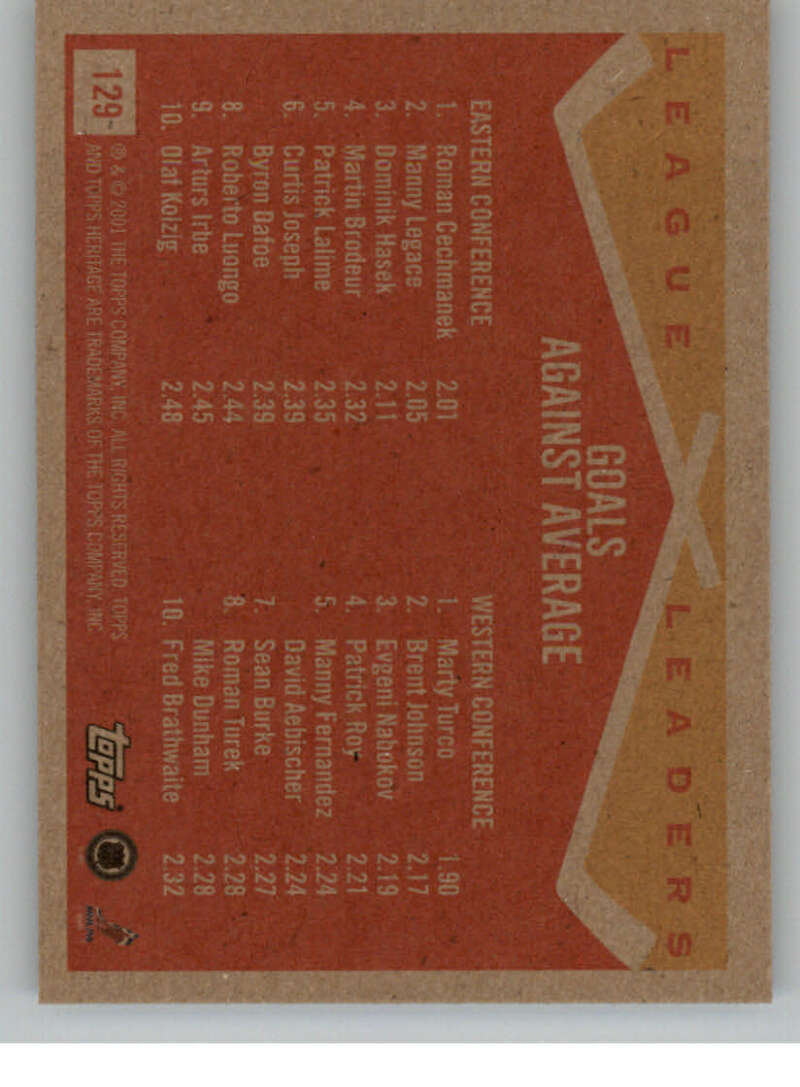 LEAGUE LEADERS
GOALS
AGAINST AVERAGE
EASTERN CONFERENCE
1. Roman Cechmanek 2.01
2. Manny Legace 2.05
3. Dominik Hasek 2.11
4. Martin Brodeur 2.32
5. Patrick Lalime 2.35
6. Curtis Joseph 2.39
Byron Dafoe 2.39
8. Roberto Luongo 2.44
9. Arturs Irbe 2.45
10. Olaf Kolzig 2.48
WESTERN CONFERENCE
1. Marty Turco 1.90
2. Brent Johnson 2.17
3. Evgeni Nabokov 2.19
4. Patrick Roy 2.21
5. Manny Fernandez 2.24
David Aebischer 2.24
7. Sean Burke 2.27
8. Roman Turek 2.28
Mike Dunham 2.28
10. Fred Brathwaite 2.32
129
® & © 2001 THE TOPPS COMPANY, INC. ALL RIGHTS RESERVED. TOPPS
AND TOPPS HERITAGE ARE TRADEMARKS OF THE TOPPS COMPANY, INC.
topps